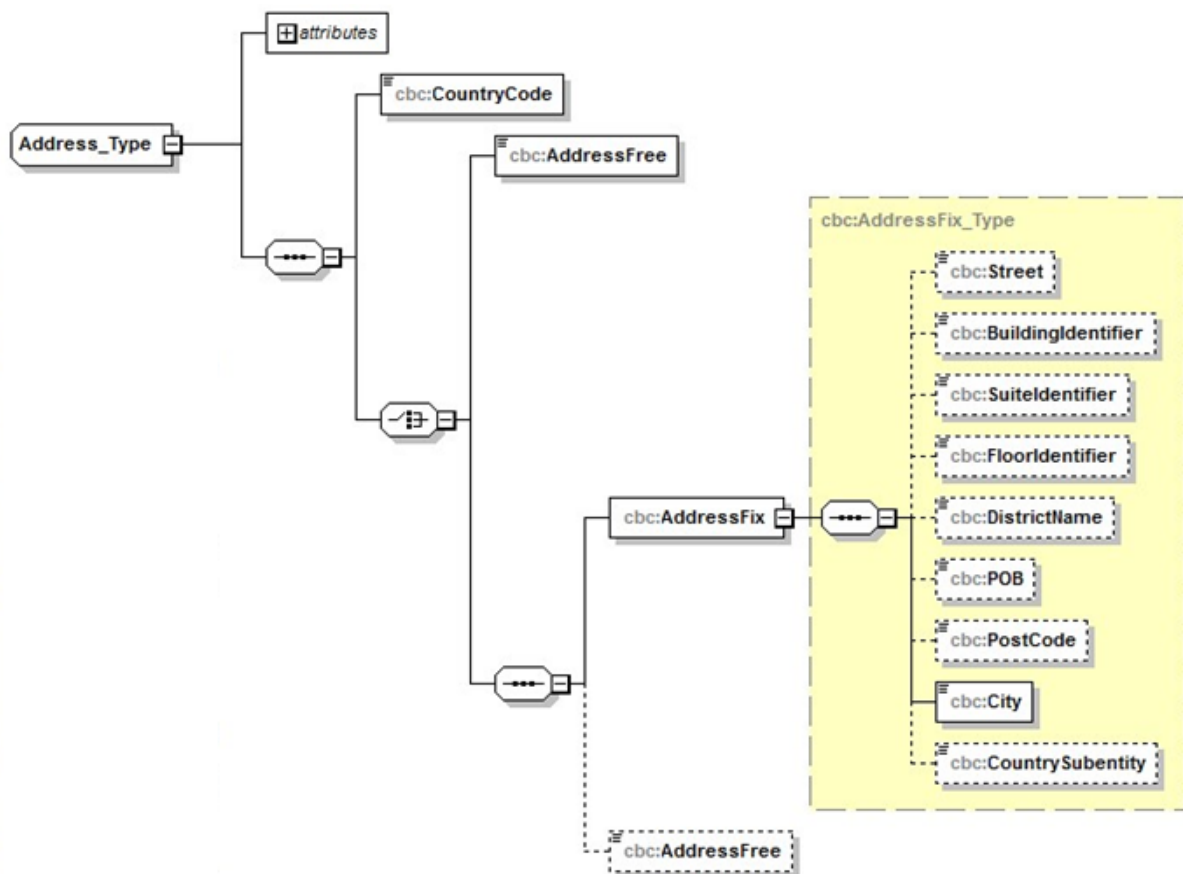 attributes
cbc:CountryCode
Address_Type
cbc:AddressFree
cbc:AddressFix_Type
cbc:Street
cbc:BuildingIdentifier
cbc:SuiteIdentifier
cbc:FloorIdentifier
cbc:AddressFix
cbc:DistrictName
cbc:POB
cbc:PostCode
cbc:City
cbc:CountrySubentity
cbc:AddressFree